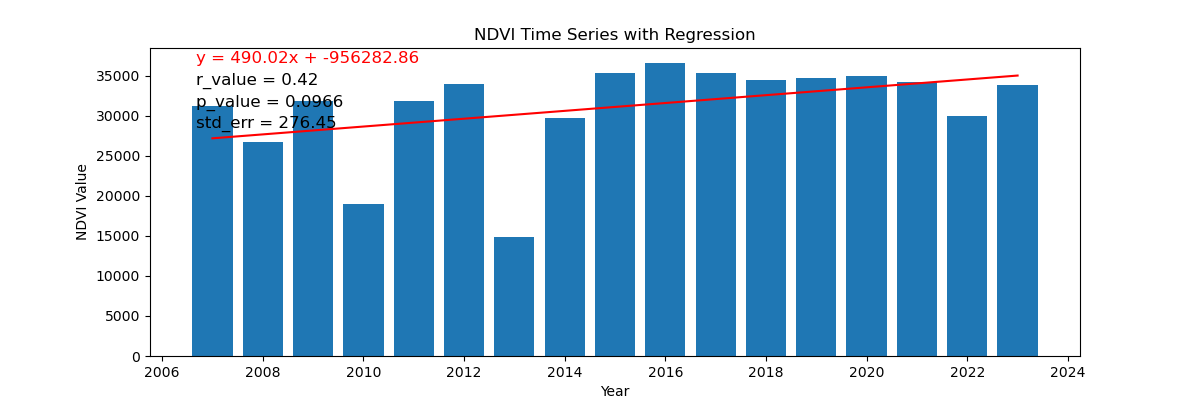 NDVI Time Series with Regression
y = 490.02x + -956282.86
r_value = 0.42
p_value = 0.0966
std_err = 276.45
35000
30000
25000
20000
15000
10000
5000
0
NDVI Value
2006 2008 2010 2012 2014 2016 2018 2020 2022 2024
Year